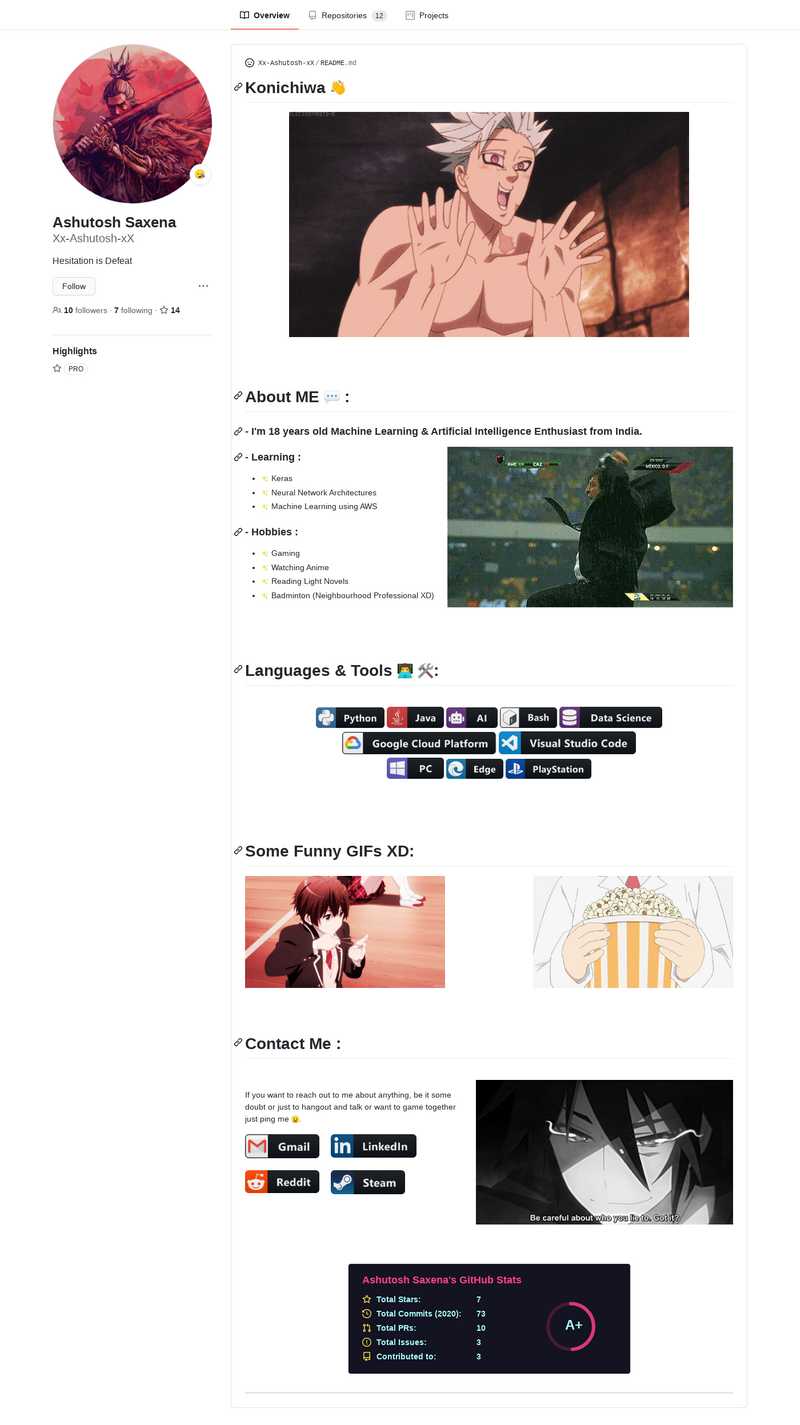 Overview
Repositories 12
Projects
Ashutosh Saxena
Xx-Ashutosh-xX
Hesitation is Defeat
Follow
10 followers · 7 following · 14
Highlights
PRO
Xx-Ashutosh-xX / README.md
Konichiwa 👋
About ME 💬 :
- I'm 18 years old Machine Learning & Artificial Intelligence Enthusiast from India.
- Learning :
Keras
Neural Network Architectures
Machine Learning using AWS
- Hobbies :
Gaming
Watching Anime
Reading Light Novels
Badminton (Neighbourhood Professional XD)
Languages & Tools 👨‍💻 🛠️:
Python Java AI Bash Data Science
Google Cloud Platform Visual Studio Code
PC Edge PlayStation
Some Funny GIFs XD:
Contact Me :
If you want to reach out to me about anything, be it some
doubt or just to hangout and talk or want to game together
just ping me
Gmail LinkedIn
Reddit Steam
Be careful about who you lie to. Got it?
Ashutosh Saxena's GitHub Stats
Total Stars: 7
Total Commits (2020): 73
Total PRs: 10
Total Issues: 3
Contributed to: 3
A+